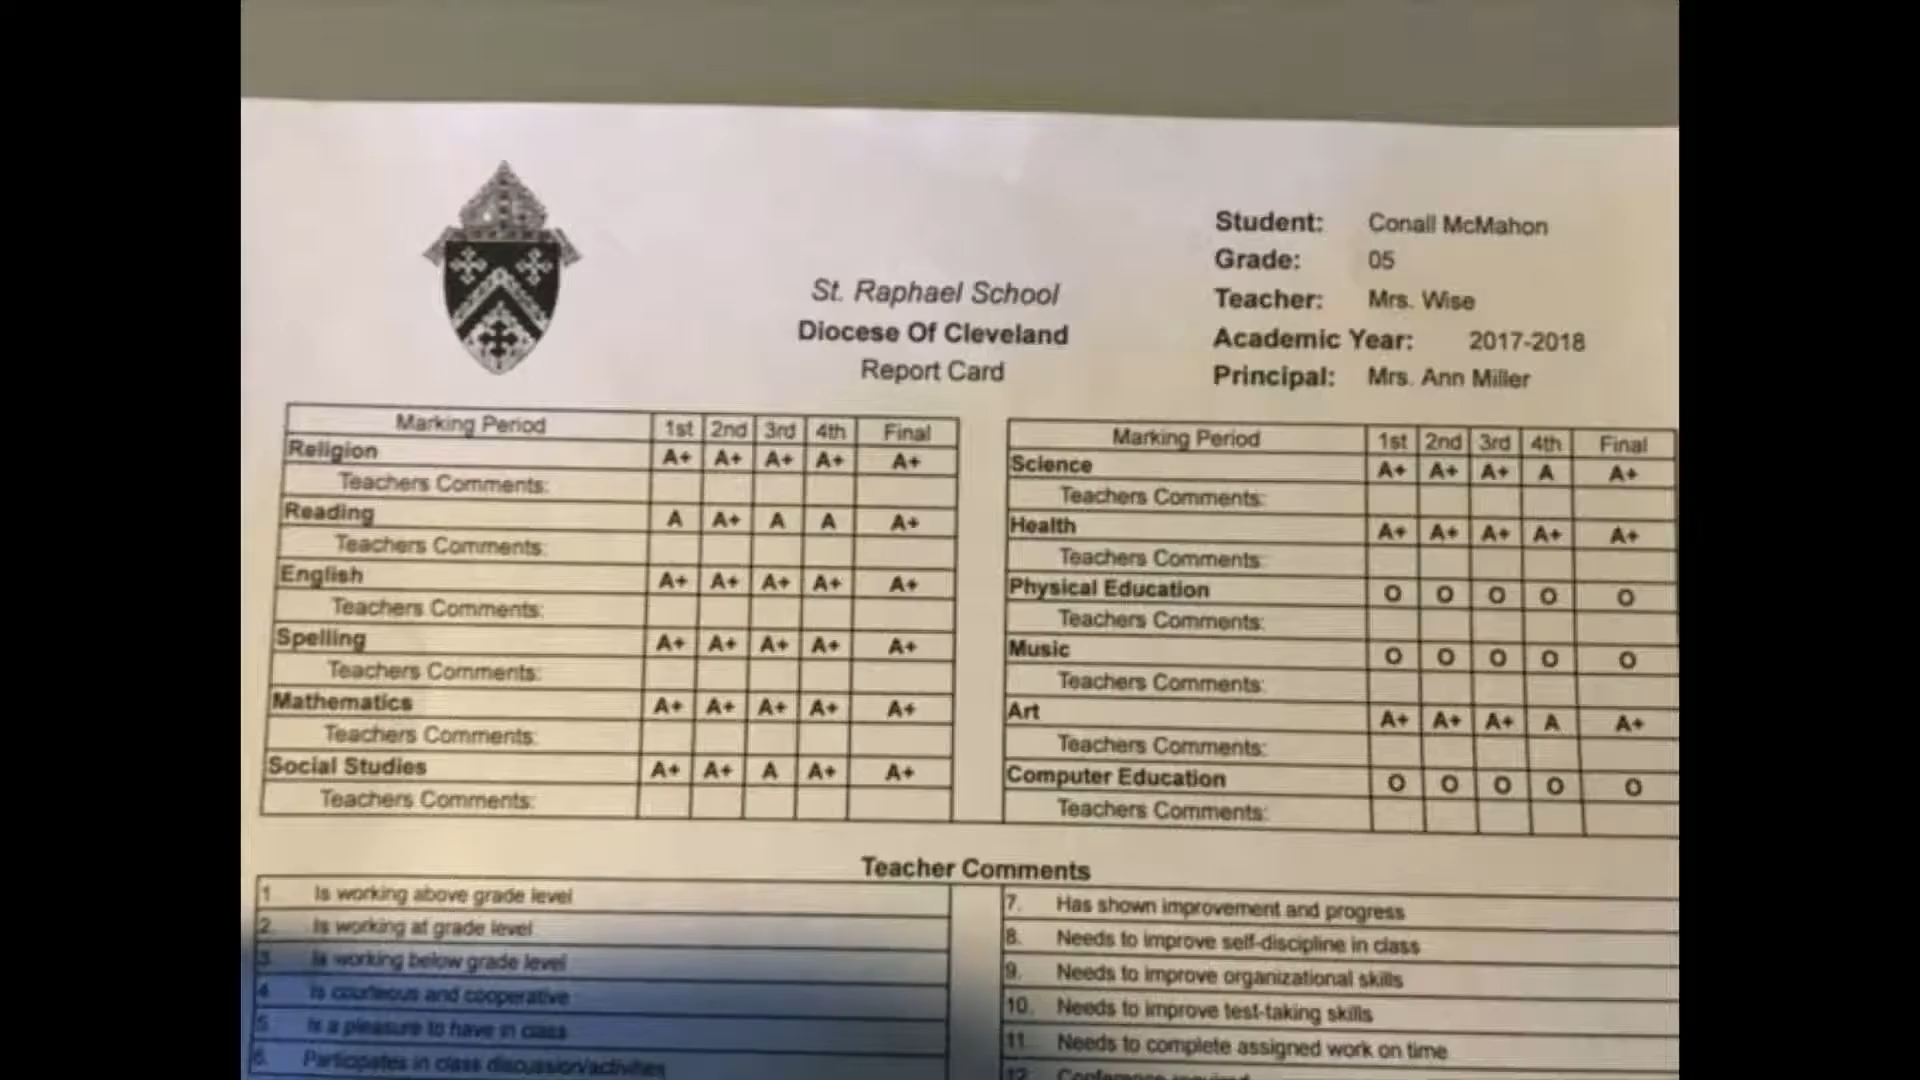 Student: Conall McMahon
Grade: 05
Teacher: Mrs. Wise
Academic Year: 2017-2018
Principal: Mrs. Ann Miller
St. Raphael School
Diocese Of Cleveland
Report Card
Marking Period 1st 2nd 3rd 4th Final
Religion A+ A+ A+ A+ A+
Teachers Comments:
Reading A A+ A A A+
Teachers Comments:
English A+ A+ A+ A+ A+
Teachers Comments:
Spelling A+ A+ A+ A+ A+
Teachers Comments:
Mathematics A+ A+ A+ A+ A+
Teachers Comments:
Social Studies A+ A+ A A+ A+
Teachers Comments:
Marking Period 1st 2nd 3rd 4th Final
Science A+ A+ A+ A A+
Teachers Comments:
Health A+ A+ A+ A+ A+
Teachers Comments:
Physical Education O O O O O
Teachers Comments:
Music O O O O O
Teachers Comments:
Art A+ A+ A+ A A+
Teachers Comments:
Computer Education O O O O O
Teachers Comments:
Teacher Comments
1. Is working above grade level
2. Is working at grade level
3. Is working below grade level
4. Is courteous and cooperative
5. Is a pleasure to have in class
6. Participates in class discussion/activities
7. Has shown improvement and progress
8. Needs to improve self-discipline in class
9. Needs to improve organizational skills
10. Needs to improve test-taking skills
11. Needs to complete assigned work on time
12. Conference required